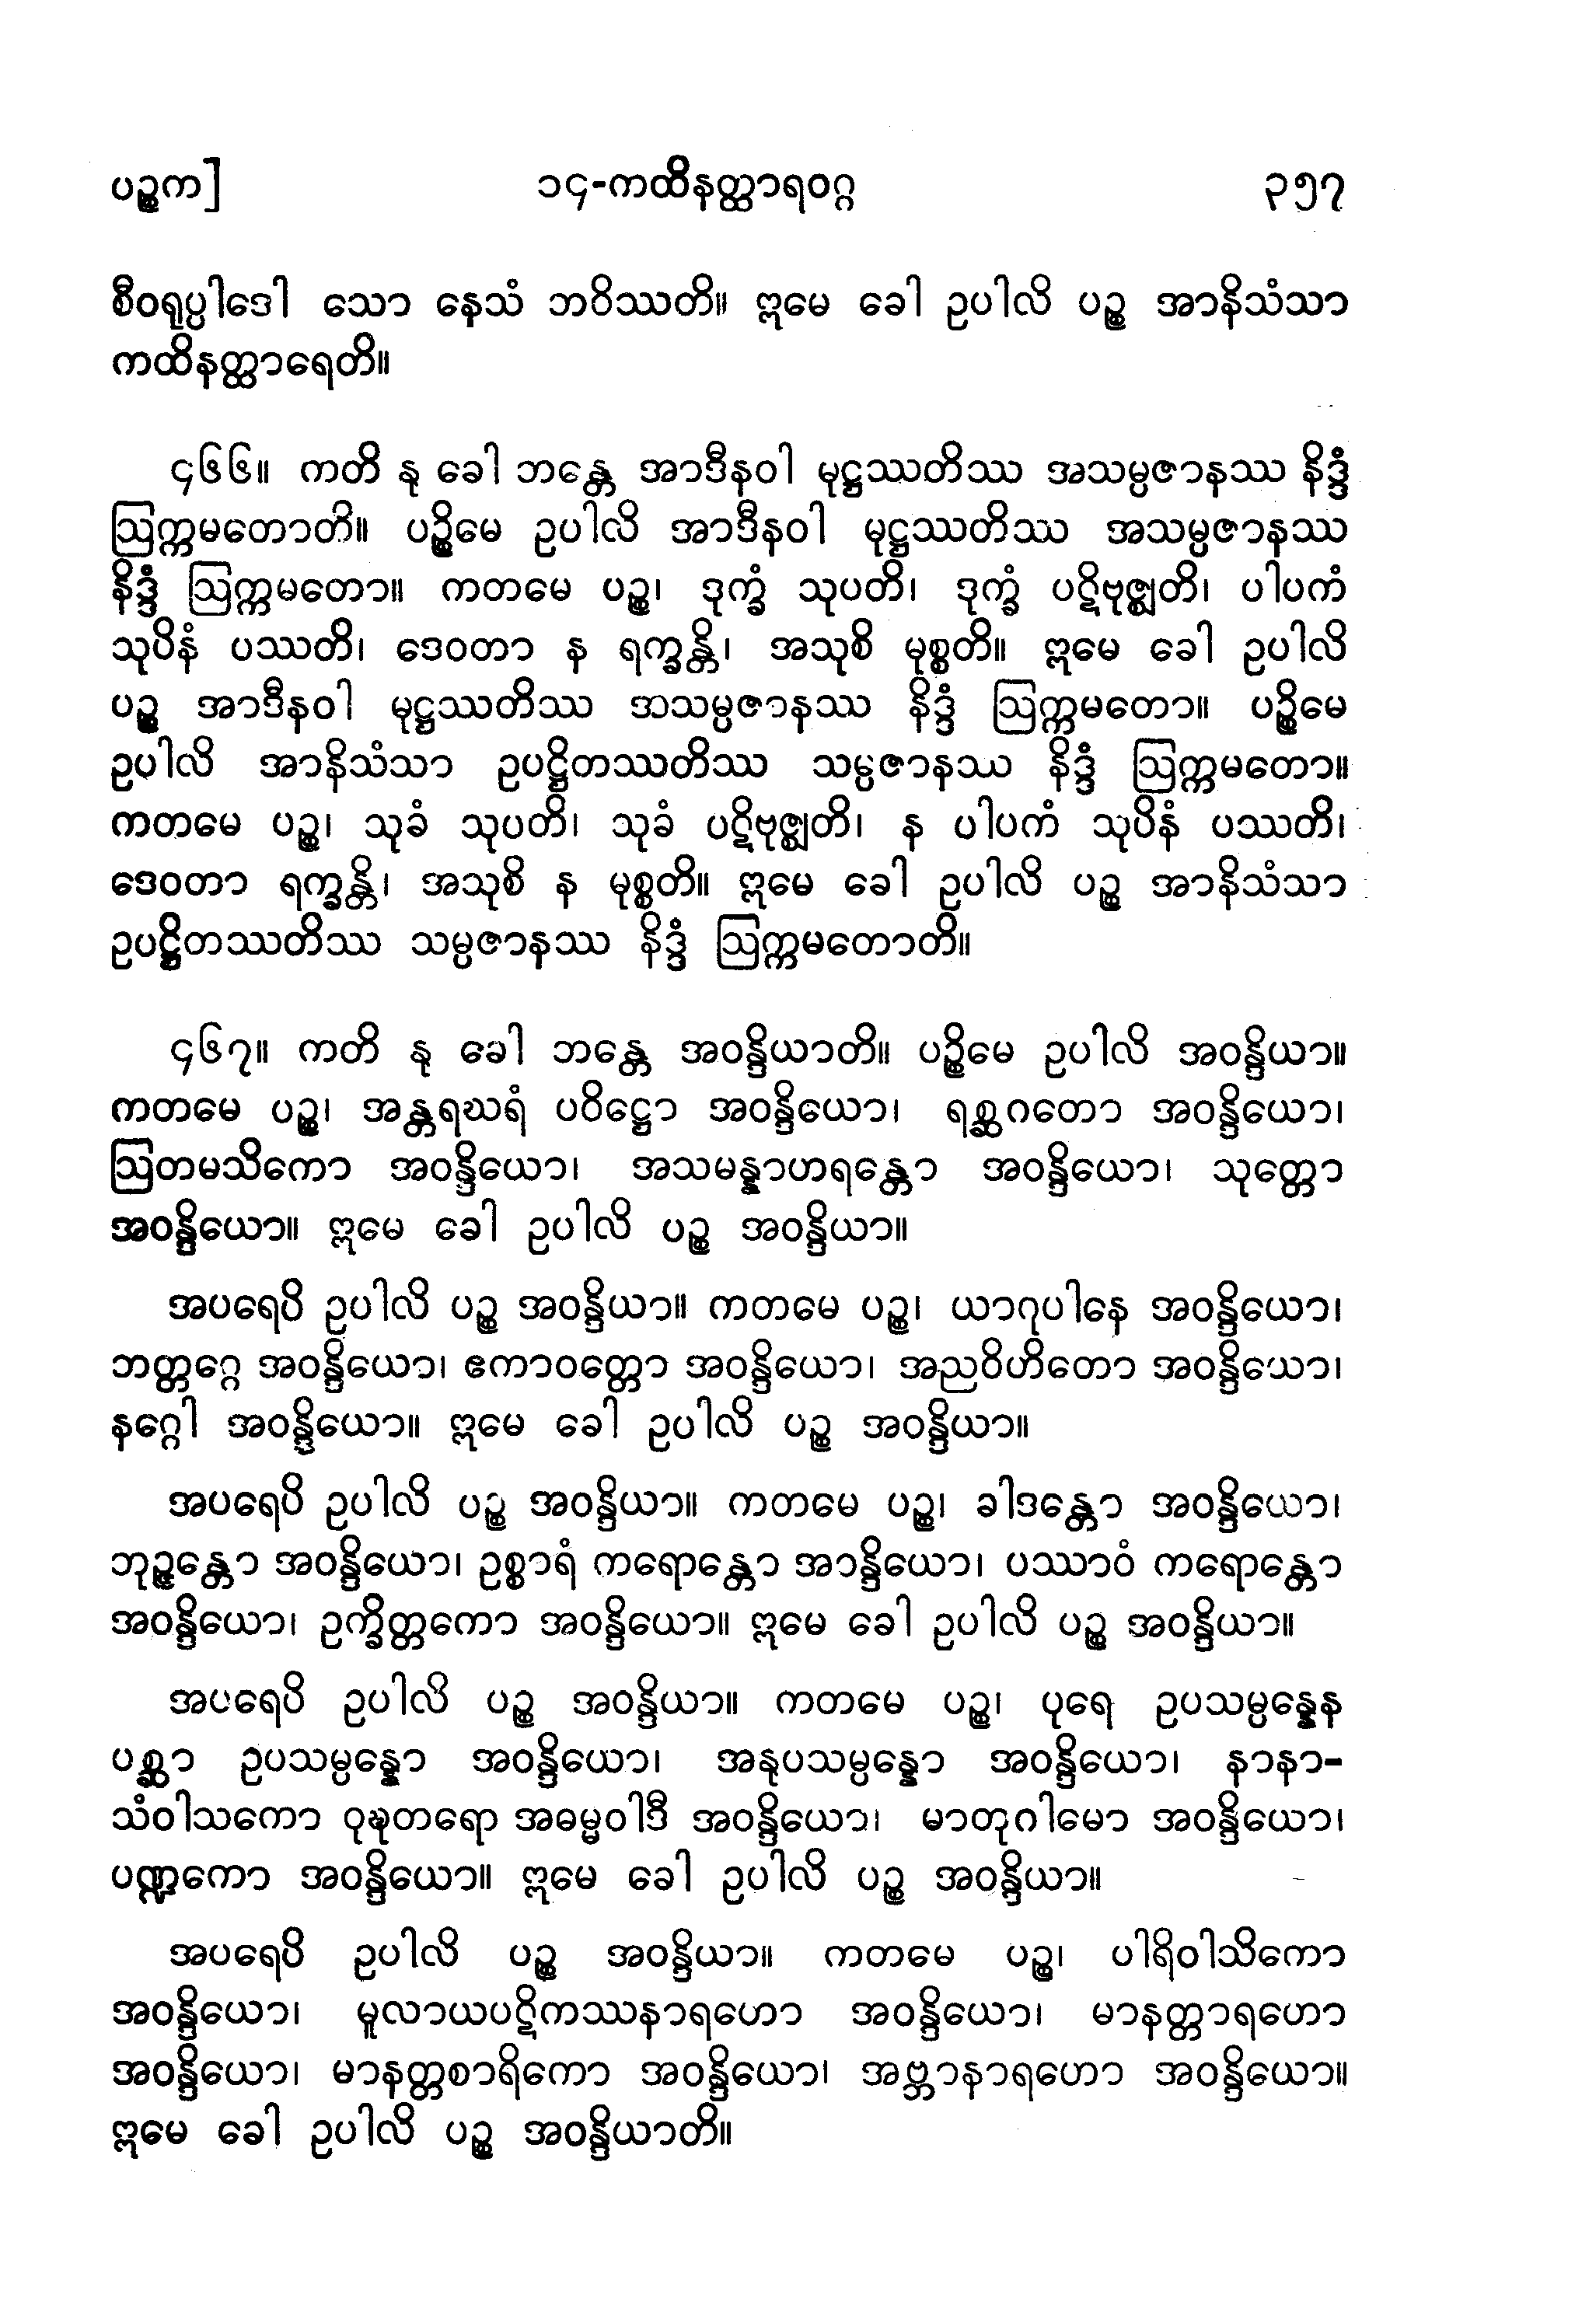 ပဉ္စက]	၁၄-ကထိနတ္ထာရဝဂ္ဂ	၃၅၇
စီဝရုပ္ပါဒေါ သော နေသံ ဘဝိဿတိ။ ဣမေ ခေါ ဥပါလိ ပဉ္စ အာနိသံသာ
ကထိနတ္ထာရေတိ။
၄၆၆။ ကတိ နု ခေါ ဘန္တေ အာဒီနဝါ မုဋ္ဌဿတိဿ အသမ္ပဇာနဿ နိဒ္ဒံ
ဩက္ကမတောတိ။ ပဉ္စိမေ ဥပါလိ အာဒီနဝါ မုဋ္ဌဿတိဿ အသမ္ပဇာနဿ
နိဒ္ဒံ ဩက္ကမတော။ ကတမေ ပဉ္စ၊ ဒုက္ခံ သုပတိ၊ ဒုက္ခံ ပဋိဗုဇ္ဈတိ၊ ပါပကံ
သုပိနံ ပဿတိ၊ ဒေဝတာ န ရက္ခန္တိ၊ အသုစိ မုစ္စတိ။ ဣမေ ခေါ ဥပါလိ
ပဉ္စ အာဒီနဝါ မုဋ္ဌဿတိဿ အသမ္ပဇာနဿ နိဒ္ဒံ ဩက္ကမတော။ ပဉ္စိမေ
ဥပါလိ အာနိသံသာ ဥပဋ္ဌိတဿတိဿ သမ္ပဇာနဿ နိဒ္ဒံ ဩက္ကမတော။
ကတမေ ပဉ္စ၊ သုခံ သုပတိ၊ သုခံ ပဋိဗုဇ္ဈတိ၊ န ပါပကံ သုပိနံ ပဿတိ၊
ဒေဝတာ ရက္ခန္တိ၊ အသုစိ န မုစ္စတိ။ ဣမေ ခေါ ဥပါလိ ပဉ္စ အာနိသံသာ
ဥပဋ္ဌိတဿတိဿ သမ္ပဇာနဿ နိဒ္ဒံ ဩက္ကမတောတိ။
၄၆၇။ ကတိ နု ခေါ ဘန္တေ အဝန္ဒိယာတိ။ ပဉ္စိမေ ဥပါလိ အဝန္ဒိယာ။
ကတမေ ပဉ္စ၊ အန္တရဃရံ ပဝိဋ္ဌော အဝန္ဒိယော၊ ရစ္ဆဂတော အဝန္ဒိယော၊
ဩတမသိကော အဝန္ဒိယော၊ အသမန္နာဟရန္တော အဝန္ဒိယော၊ သုတ္တော
အဝန္ဒိယော။ ဣမေ ခေါ ဥပါလိ ပဉ္စ အဝန္ဒိယာ။
အပရေပိ ဥပါလိ ပဉ္စ အဝန္ဒိယာ။ ကတမေ ပဉ္စ၊ ယာဂုပါနေ အဝန္ဒိယော၊
ဘတ္တဂ္ဂေ အဝန္ဒိယော၊ ဧကာဝတ္တော အဝန္ဒိယော၊ အညဝိဟိတော အဝန္ဒိယော၊
နဂ္ဂေါ အဝန္ဒိယော။ ဣမေ ခေါ ဥပါလိ ပဉ္စ အဝန္ဒိယာ။
အပရေပိ ဥပါလိ ပဉ္စ အဝန္ဒိယာ။ ကတမေ ပဉ္စ၊ ခါဒန္တော အဝန္ဒိယော၊
ဘုဉ္ဇန္တော အဝန္ဒိယော၊ ဥစ္စာရံ ကရောန္တော အာန္ဒိယော၊ ပဿာဝံ ကရောန္တော
အဝန္ဒိယော၊ ဥက္ခိတ္တကော အဝန္ဒိယော။ ဣမေ ခေါ ဥပါလိ ပဉ္စ အဝန္ဒိယာ။
အပရေပိ ဥပါလိ ပဉ္စ အဝန္ဒိယာ။ ကတမေ ပဉ္စ၊ ပုရေ ဥပသမ္ပန္နေန
ပစ္ဆာ ဥပသမ္ပန္နော အဝန္ဒိယော၊ အနုပသမ္ပန္နော အဝန္ဒိယော၊ နာနာ-
သံဝါသကော ဝုဍ္ဎတရော အဓမ္မဝါဒီ အဝန္ဒိယော၊ မာတုဂါမော အဝန္ဒိယော၊
ပဏ္ဍကော အဝန္ဒိယော။ ဣမေ ခေါ ဥပါလိ ပဉ္စ အဝန္ဒိယာ။
အပရေပိ ဥပါလိ ပဉ္စ အဝန္ဒိယာ။ ကတမေ ပဉ္စ၊ ပါရိဝါသိကော
အဝန္ဒိယော၊ မူလာယပဋိကဿနာရဟော အဝန္ဒိယော၊ မာနတ္တာရဟော
အဝန္ဒိယော၊ မာနတ္တစာရိကော အဝန္ဒိယော၊ အဗ္ဘာနာရဟော အဝန္ဒိယော။
ဣမေ ခေါ ဥပါလိ ပဉ္စ အဝန္ဒိယာတိ။